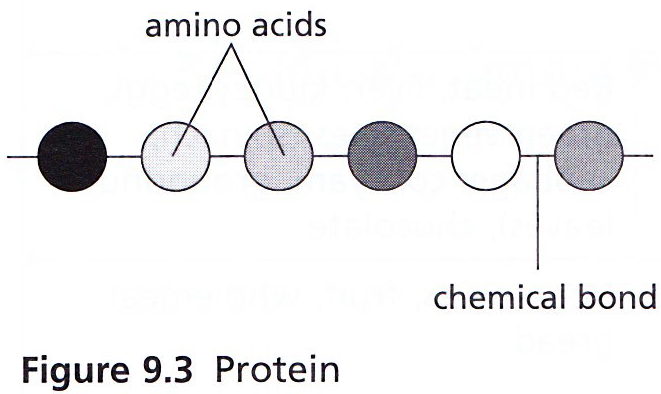 amino acids
chemical bond
Figure 9.3 Protein